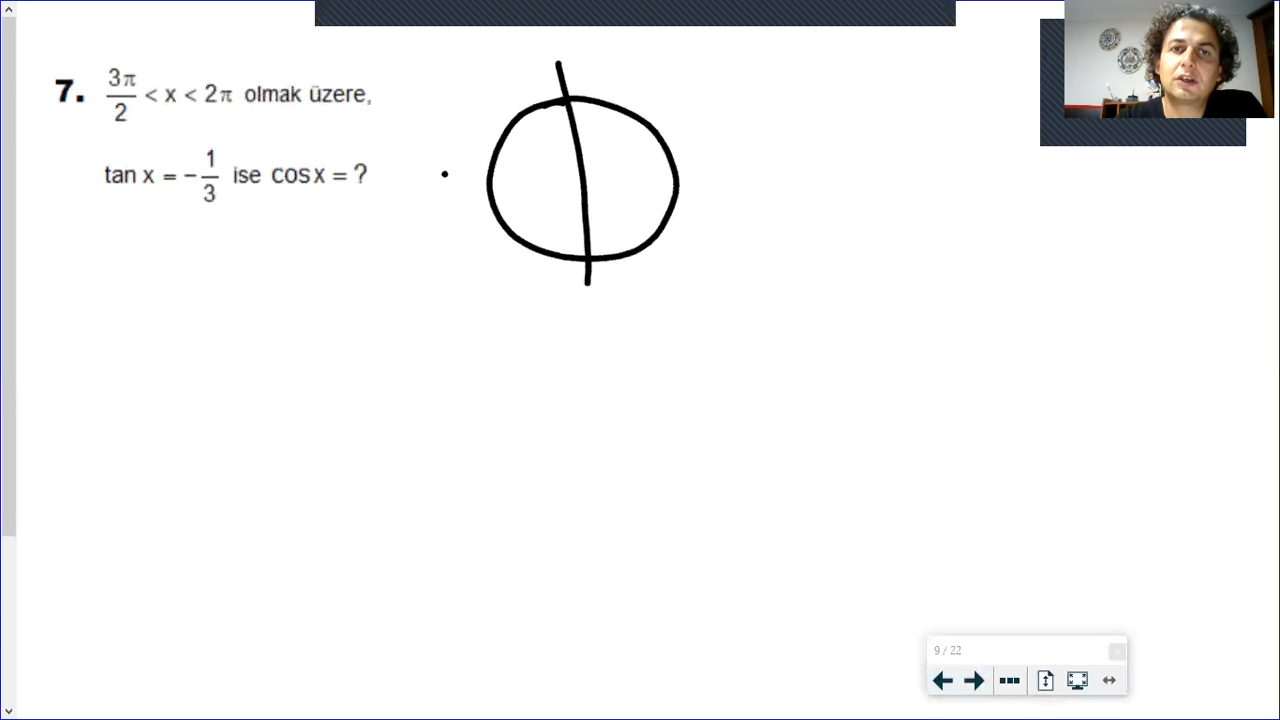 7. 3π/2 < x < 2π olmak üzere,
tan x = - 1/3 ise cos x = ?
9 / 22